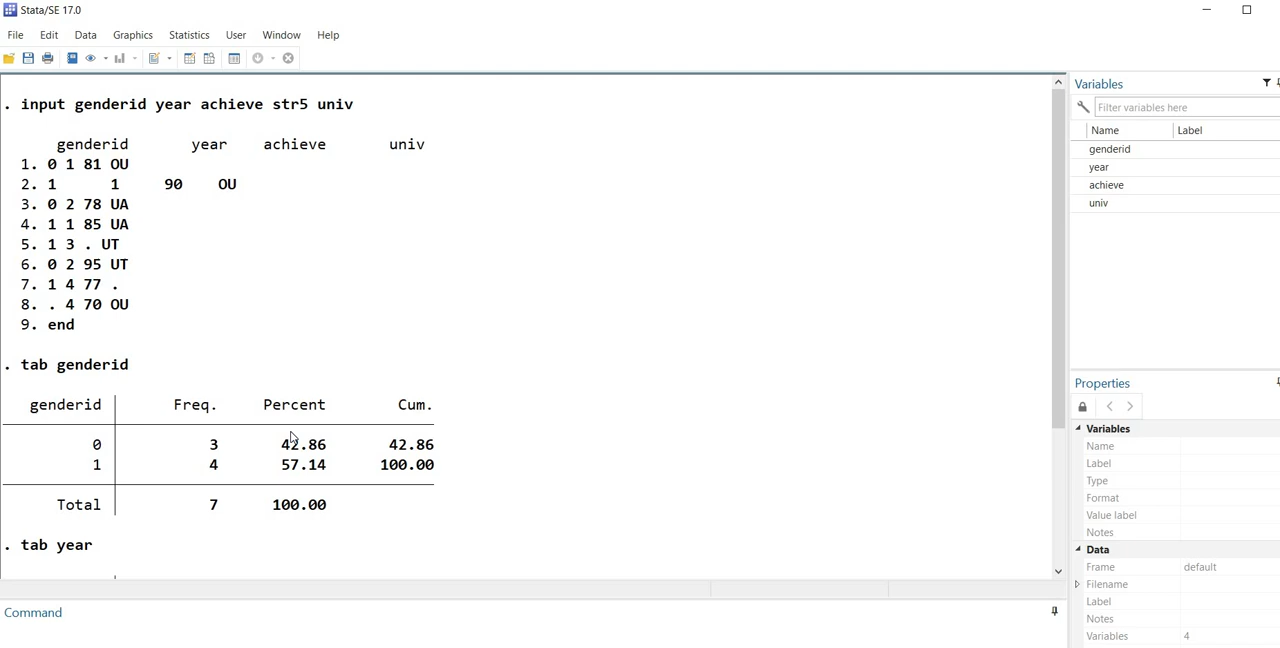 Stata/SE 17.0
File Edit Data Graphics Statistics User Window Help
. input genderid year achieve str5 univ
genderid year achieve univ
1. 0 1 81 OU
2. 1 1 90 OU
3. 0 2 78 UA
4. 1 1 85 UA
5. 1 3 . UT
6. 0 2 95 UT
7. 1 4 77 .
8. . 4 70 OU
9. end
. tab genderid
genderid Freq. Percent Cum.
0 3 42.86 42.86
1 4 57.14 100.00
Total 7 100.00
. tab year
Command
Variables
Filter variables here
Name Label
genderid
year
achieve
univ
Properties
Variables
Name
Label
Type
Format
Value label
Notes
Data
Frame default
Filename
Label
Notes
Variables 4